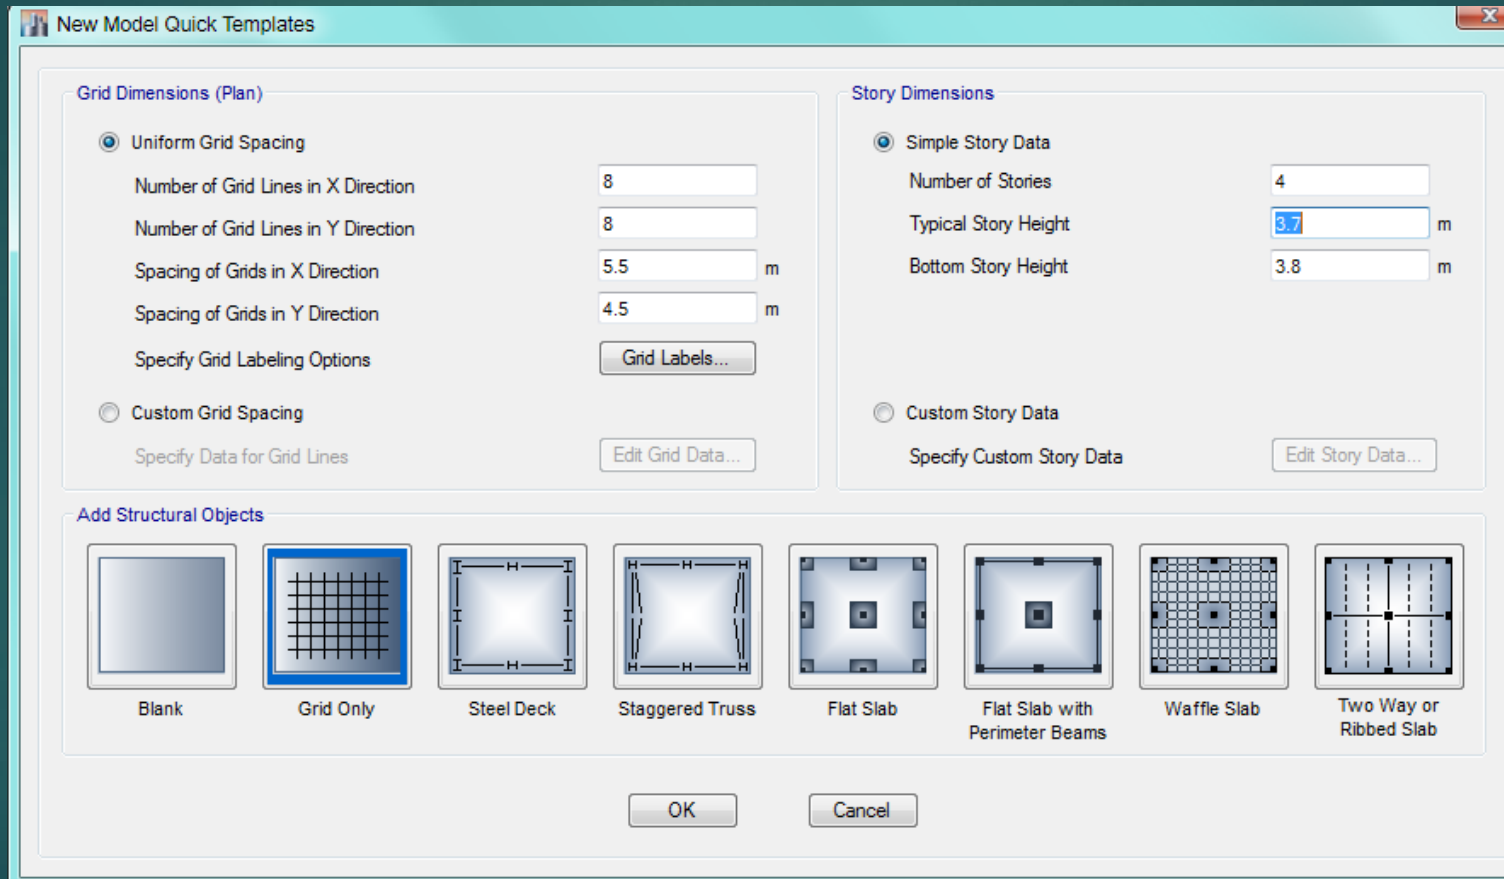 New Model Quick Templates
Grid Dimensions (Plan)
Uniform Grid Spacing
Number of Grid Lines in X Direction 8
Number of Grid Lines in Y Direction 8
Spacing of Grids in X Direction 5.5 m
Spacing of Grids in Y Direction 4.5 m
Specify Grid Labeling Options Grid Labels...
Custom Grid Spacing
Specify Data for Grid Lines Edit Grid Data...
Story Dimensions
Simple Story Data
Number of Stories 4
Typical Story Height 3.7 m
Bottom Story Height 3.8 m
Custom Story Data
Specify Custom Story Data Edit Story Data...
Add Structural Objects
Blank
Grid Only
Steel Deck
Staggered Truss
Flat Slab
Flat Slab with
Perimeter Beams
Waffle Slab
Two Way or
Ribbed Slab
OK
Cancel